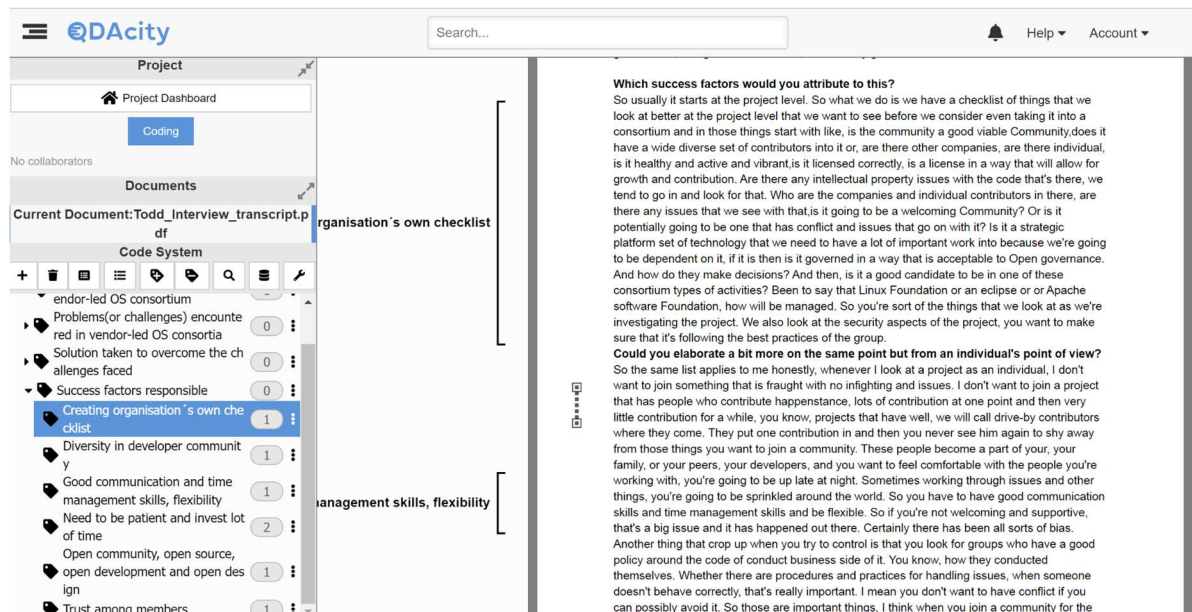 QDAcity
Search...
Help
Account
Project
Project Dashboard
Coding
No collaborators
Documents
Current Document:Todd_Interview_transcript.p
df
Code System
endor-led OS consortium
Problems(or challenges) encounte
red in vendor-led OS consortia
0
Solution taken to overcome the ch
allenges faced
0
Success factors responsible
0
Creating organisation´s own che
cklist
1
Diversity in developer communit
y
1
Good communication and time
management skills, flexibility
1
Need to be patient and invest lot
of time
2
Open community, open source,
open development and open des
ign
1
Trust among members
1
rganisation´s own checklist
anagement skills, flexibility
Which success factors would you attribute to this?
So usually it starts at the project level. So what we do is we have a checklist of things that we
look at better at the project level that we want to see before we consider even taking it into a
consortium and in those things start with like, is the community a good viable Community,does it
have a wide diverse set of contributors into it or, are there other companies, are there individual,
is it healthy and active and vibrant,is it licensed correctly, is a license in a way that will allow for
growth and contribution. Are there any intellectual property issues with the code that's there, we
tend to go in and look for that. Who are the companies and individual contributors in there, are
there any issues that we see with that,is it going to be a welcoming Community? Or is it
potentially going to be one that has conflict and issues that go on with it? Is it a strategic
platform set of technology that we need to have a lot of important work into because we're going
to be dependent on it, if it is then is it governed in a way that is acceptable to Open governance.
And how do they make decisions? And then, is it a good candidate to be in one of these
consortium types of activities? Been to say that Linux Foundation or an eclipse or or Apache
software Foundation, how will be managed. So you're sort of the things that we look at as we're
investigating the project. We also look at the security aspects of the project, you want to make
sure that it's following the best practices of the group.
Could you elaborate a bit more on the same point but from an individual's point of view?
So the same list applies to me honestly, whenever I look at a project as an individual, I don't
want to join something that is fraught with no infighting and issues. I don't want to join a project
that has people who contribute happenstance, lots of contribution at one point and then very
little contribution for a while, you know, projects that have well, we will call drive-by contributors
where they come. They put one contribution in and then you never see him again to shy away
from those things you want to join a community. These people become a part of your, your
family, or your peers, your developers, and you want to feel comfortable with the people you're
working with, you're going to be up late at night. Sometimes working through issues and other
things, you're going to be sprinkled around the world. So you have to have good communication
skills and time management skills and be flexible. So if you're not welcoming and supportive,
that's a big issue and it has happened out there. Certainly there has been all sorts of bias.
Another thing that crop up when you try to control is that you look for groups who have a good
policy around the code of conduct business side of it. You know, how they conducted
themselves. Whether there are procedures and practices for handling issues, when someone
doesn't behave correctly, that's really important. I mean you don't want to have conflict if you
can possibly avoid it. So those are important things, I think when you join a community for the